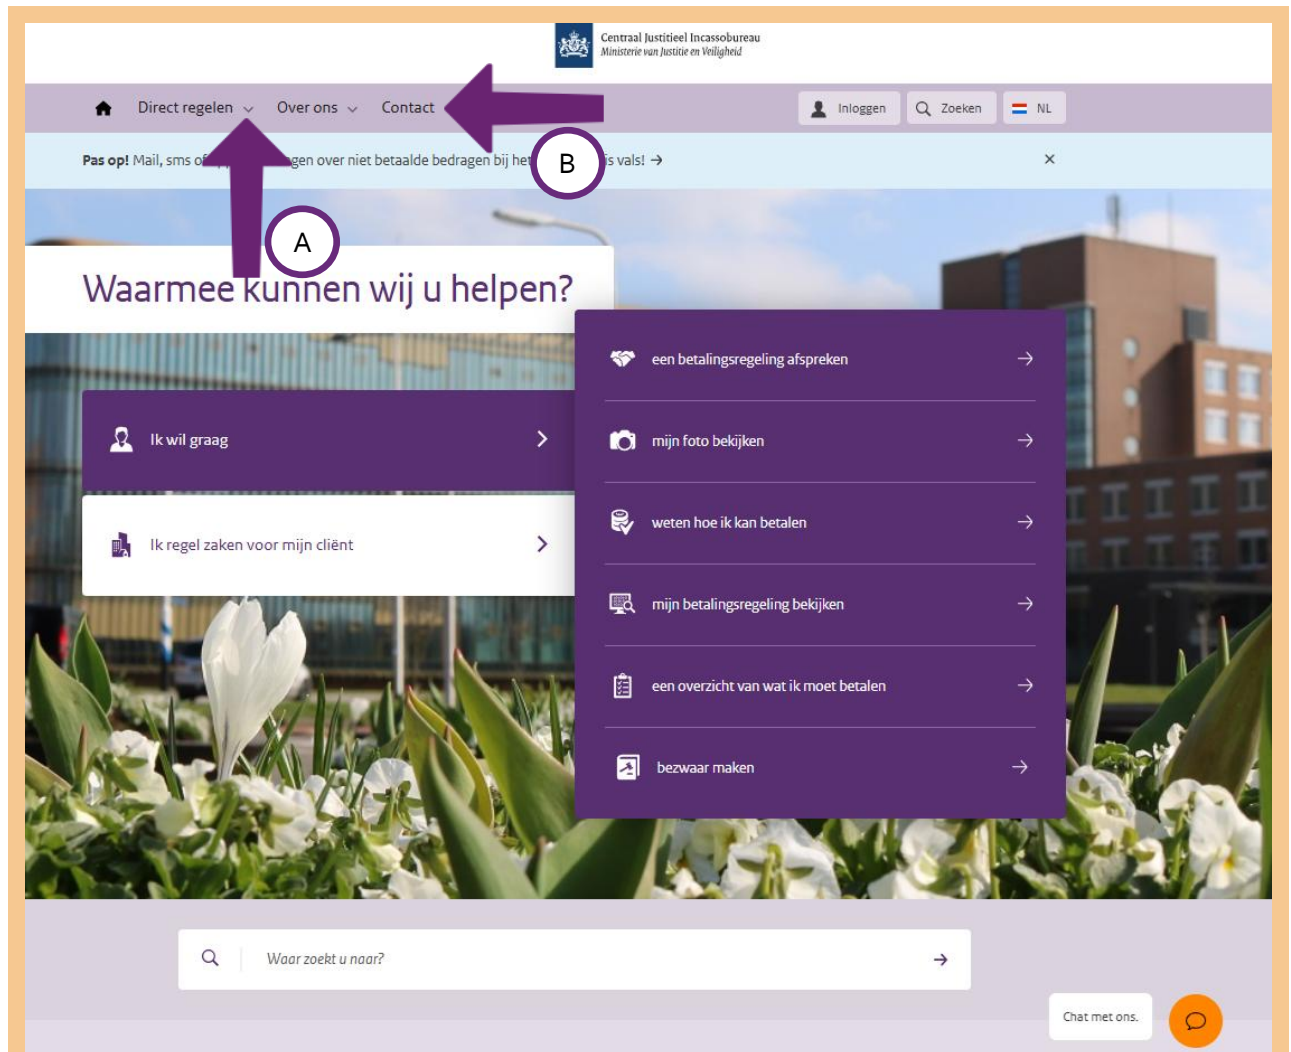 Centraal Justitieel Incassobureau
Ministerie van Justitie en Veiligheid
Direct regelen Over ons Contact Inloggen Zoeken NL
B
Pas op! Mail, sms of gen over niet betaalde bedragen bij het is vals! →
A
Waarmee kunnen wij u helpen?
een betalingsregeling afspreken
Ik wil graag
mijn foto bekijken
weten hoe ik kan betalen
Ik regel zaken voor mijn cliënt
mijn betalingsregeling bekijken
een overzicht van wat ik moet betalen
bezwaar maken
Waar zoekt u naar?
Chat met ons.